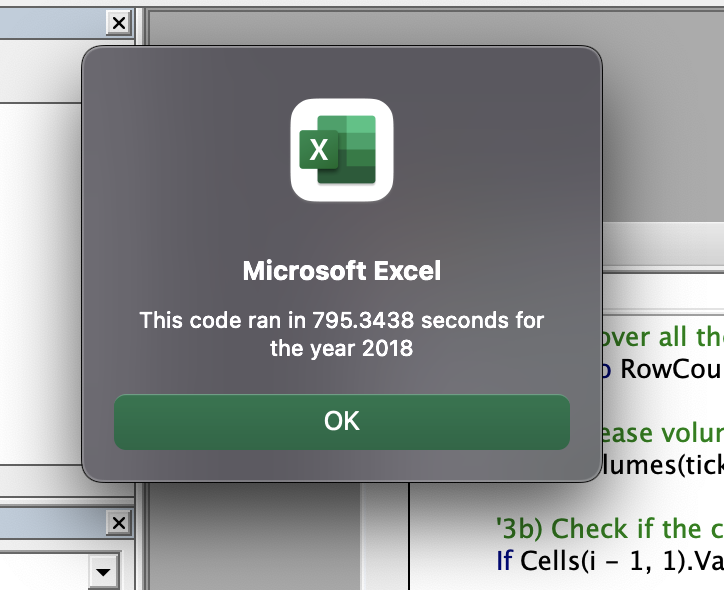 X
Microsoft Excel
This code ran in 795.3438 seconds for
the year 2018
OK
over all the
RowCou
ease volum
lumes(tick
'3b) Check if the c
If Cells(i - 1, 1).Va